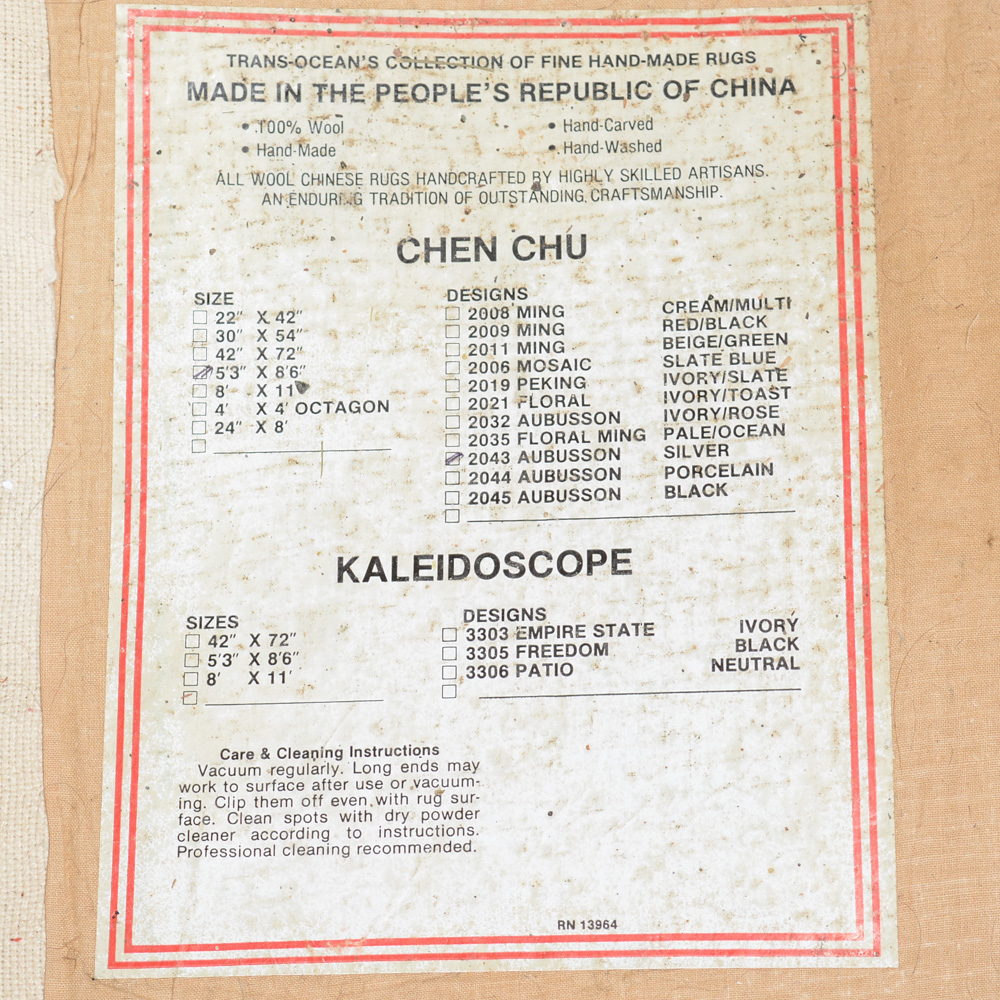 TRANS-OCEAN'S COLLECTION OF FINE HAND-MADE RUGS
MADE IN THE PEOPLE'S REPUBLIC OF CHINA
• 100% Wool
• Hand-Made
• Hand-Carved
• Hand-Washed
ALL WOOL CHINESE RUGS HANDCRAFTED BY HIGHLY SKILLED ARTISANS.
AN ENDURING TRADITION OF OUTSTANDING CRAFTSMANSHIP.
CHEN CHU
SIZE
22" X 42"
30" X 54"
42" X 72"
5'3" X 8'6"
8' X 11'
4' X 4' OCTAGON
24" X 8'
DESIGNS
2008 MING CREAM/MULTI
2009 MING RED/BLACK
2011 MING BEIGE/GREEN
2006 MOSAIC SLATE BLUE
2019 PEKING IVORY/SLATE
2021 FLORAL IVORY/TOAST
2032 AUBUSSON IVORY/ROSE
2035 FLORAL MING PALE/OCEAN
2043 AUBUSSON SILVER
2044 AUBUSSON PORCELAIN
2045 AUBUSSON BLACK
KALEIDOSCOPE
SIZES
42" X 72"
5'3" X 8'6"
8' X 11'
DESIGNS
3303 EMPIRE STATE IVORY
3305 FREEDOM BLACK
3306 PATIO NEUTRAL
Care & Cleaning Instructions
Vacuum regularly. Long ends may
work to surface after use or vacuum-
ing. Clip them off even with rug sur-
face. Clean spots with dry powder
cleaner according to instructions.
Professional cleaning recommended.
RN 13964